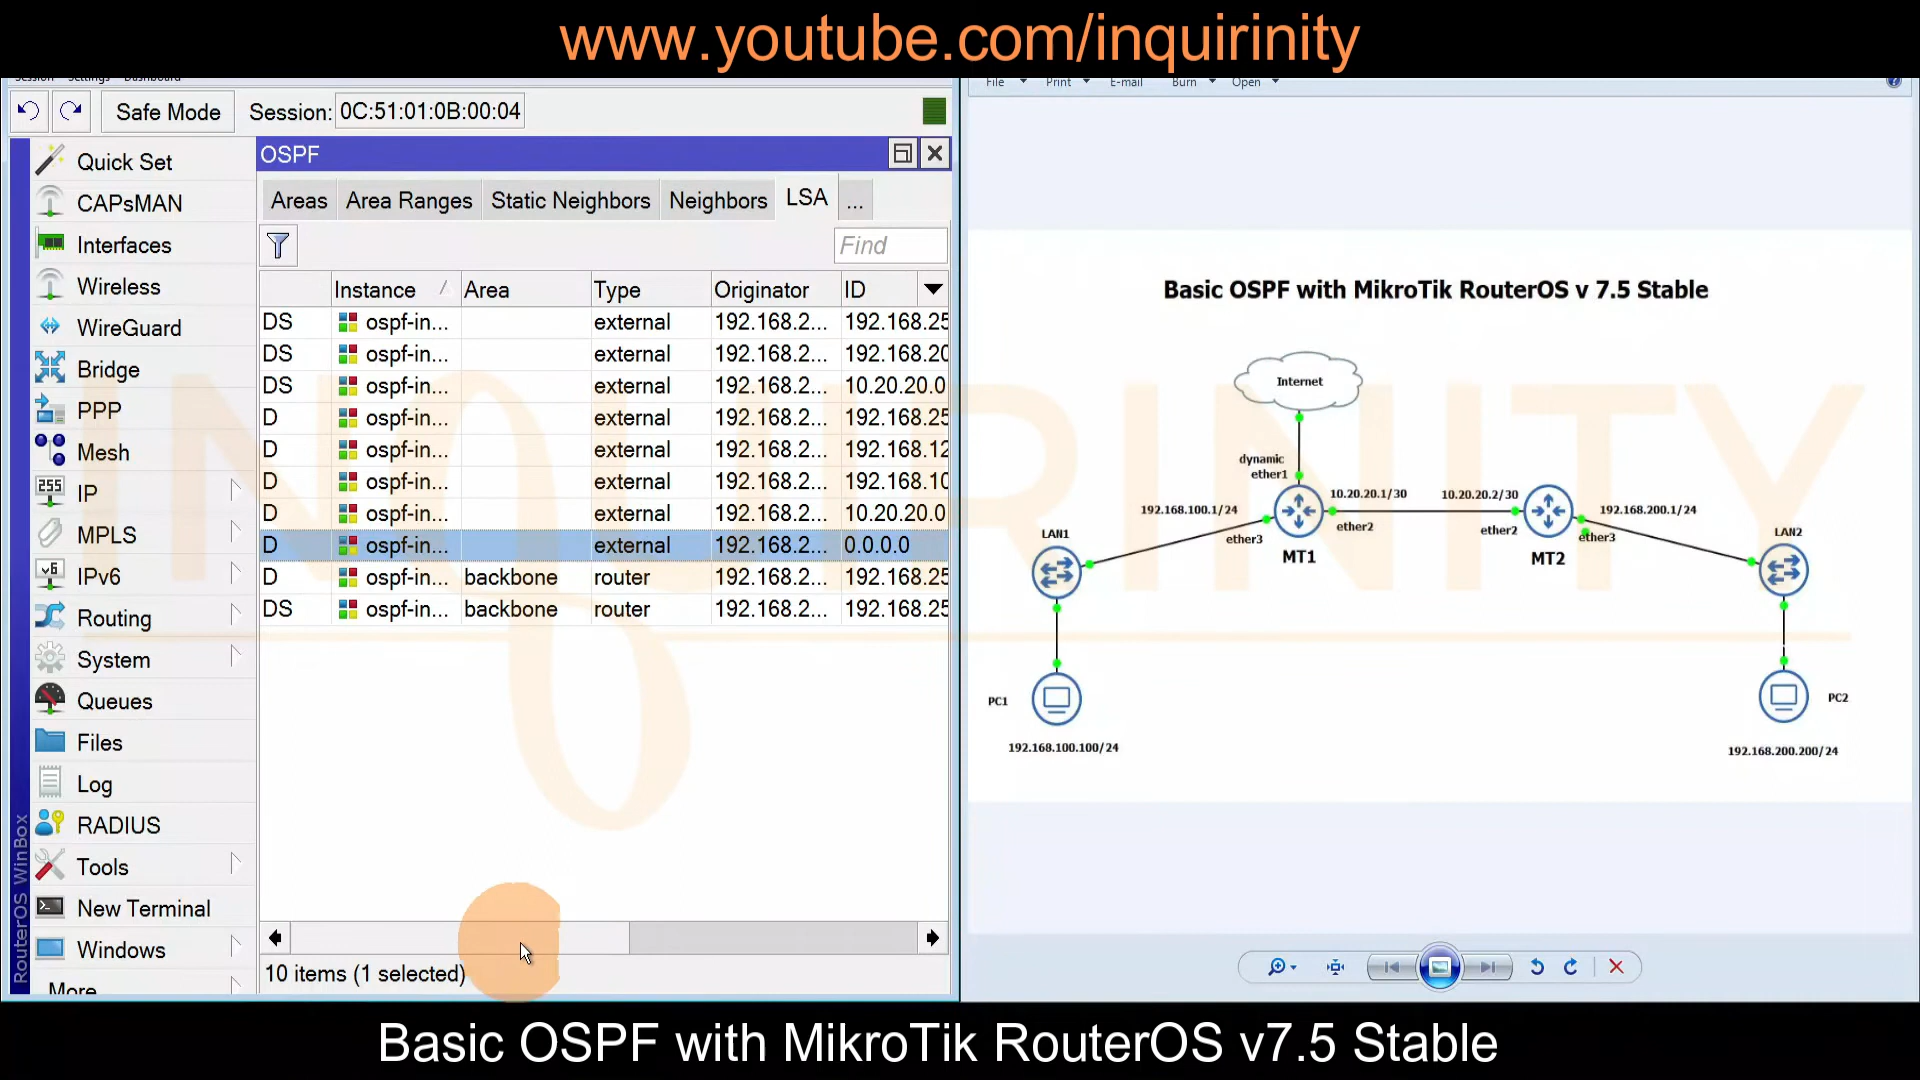 www.youtube.com/inquirinity
Session Settings Dashboard
Safe Mode Session: 0C:51:01:0B:00:04
Quick Set
CAPsMAN
Interfaces
Wireless
WireGuard
Bridge
PPP
Mesh
IP
MPLS
IPv6
Routing
System
Queues
Files
Log
RADIUS
Tools
New Terminal
Windows
More
RouterOS WinBox
OSPF
Areas Area Ranges Static Neighbors Neighbors LSA ...
Find
Instance Area Type Originator ID
DS ospf-in... external 192.168.2... 192.168.25
DS ospf-in... external 192.168.2... 192.168.20
DS ospf-in... external 192.168.2... 10.20.20.0
D ospf-in... external 192.168.2... 192.168.25
D ospf-in... external 192.168.2... 192.168.12
D ospf-in... external 192.168.2... 192.168.10
D ospf-in... external 192.168.2... 10.20.20.0
D ospf-in... external 192.168.2... 0.0.0.0
D ospf-in... backbone router 192.168.2... 192.168.25
DS ospf-in... backbone router 192.168.2... 192.168.25
10 items (1 selected)
File Print E-mail Burn Open
Basic OSPF with MikroTik RouterOS v 7.5 Stable
Internet
dynamic
ether1
192.168.100.1/24
10.20.20.1/30
10.20.20.2/30
192.168.200.1/24
ether3
ether2
ether2
ether3
LAN1
MT1
MT2
LAN2
PC1
PC2
192.168.100.100/24
192.168.200.200/24
INQUIRINITY
Basic OSPF with MikroTik RouterOS v7.5 Stable